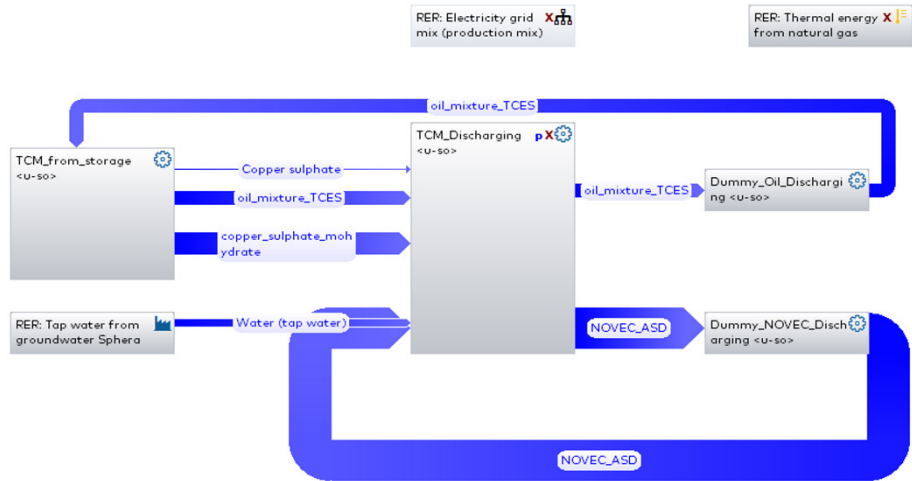 RER: Electricity grid
mix (production mix)
X
RER: Thermal energy
from natural gas
X
oil_mixture_TCES
TCM_from_storage
<u-so>
Copper sulphate
oil_mixture_TCES
copper_sulphate_moh
ydrate
TCM_Discharging
<u-so>
pX
oil_mixture_TCES
Dummy_Oil_Dischargi
ng <u-so>
RER: Tap water from
groundwater Sphera
Water (tap water)
NOVEC_ASD
Dummy_NOVEC_Disch
arging <u-so>
NOVEC_ASD